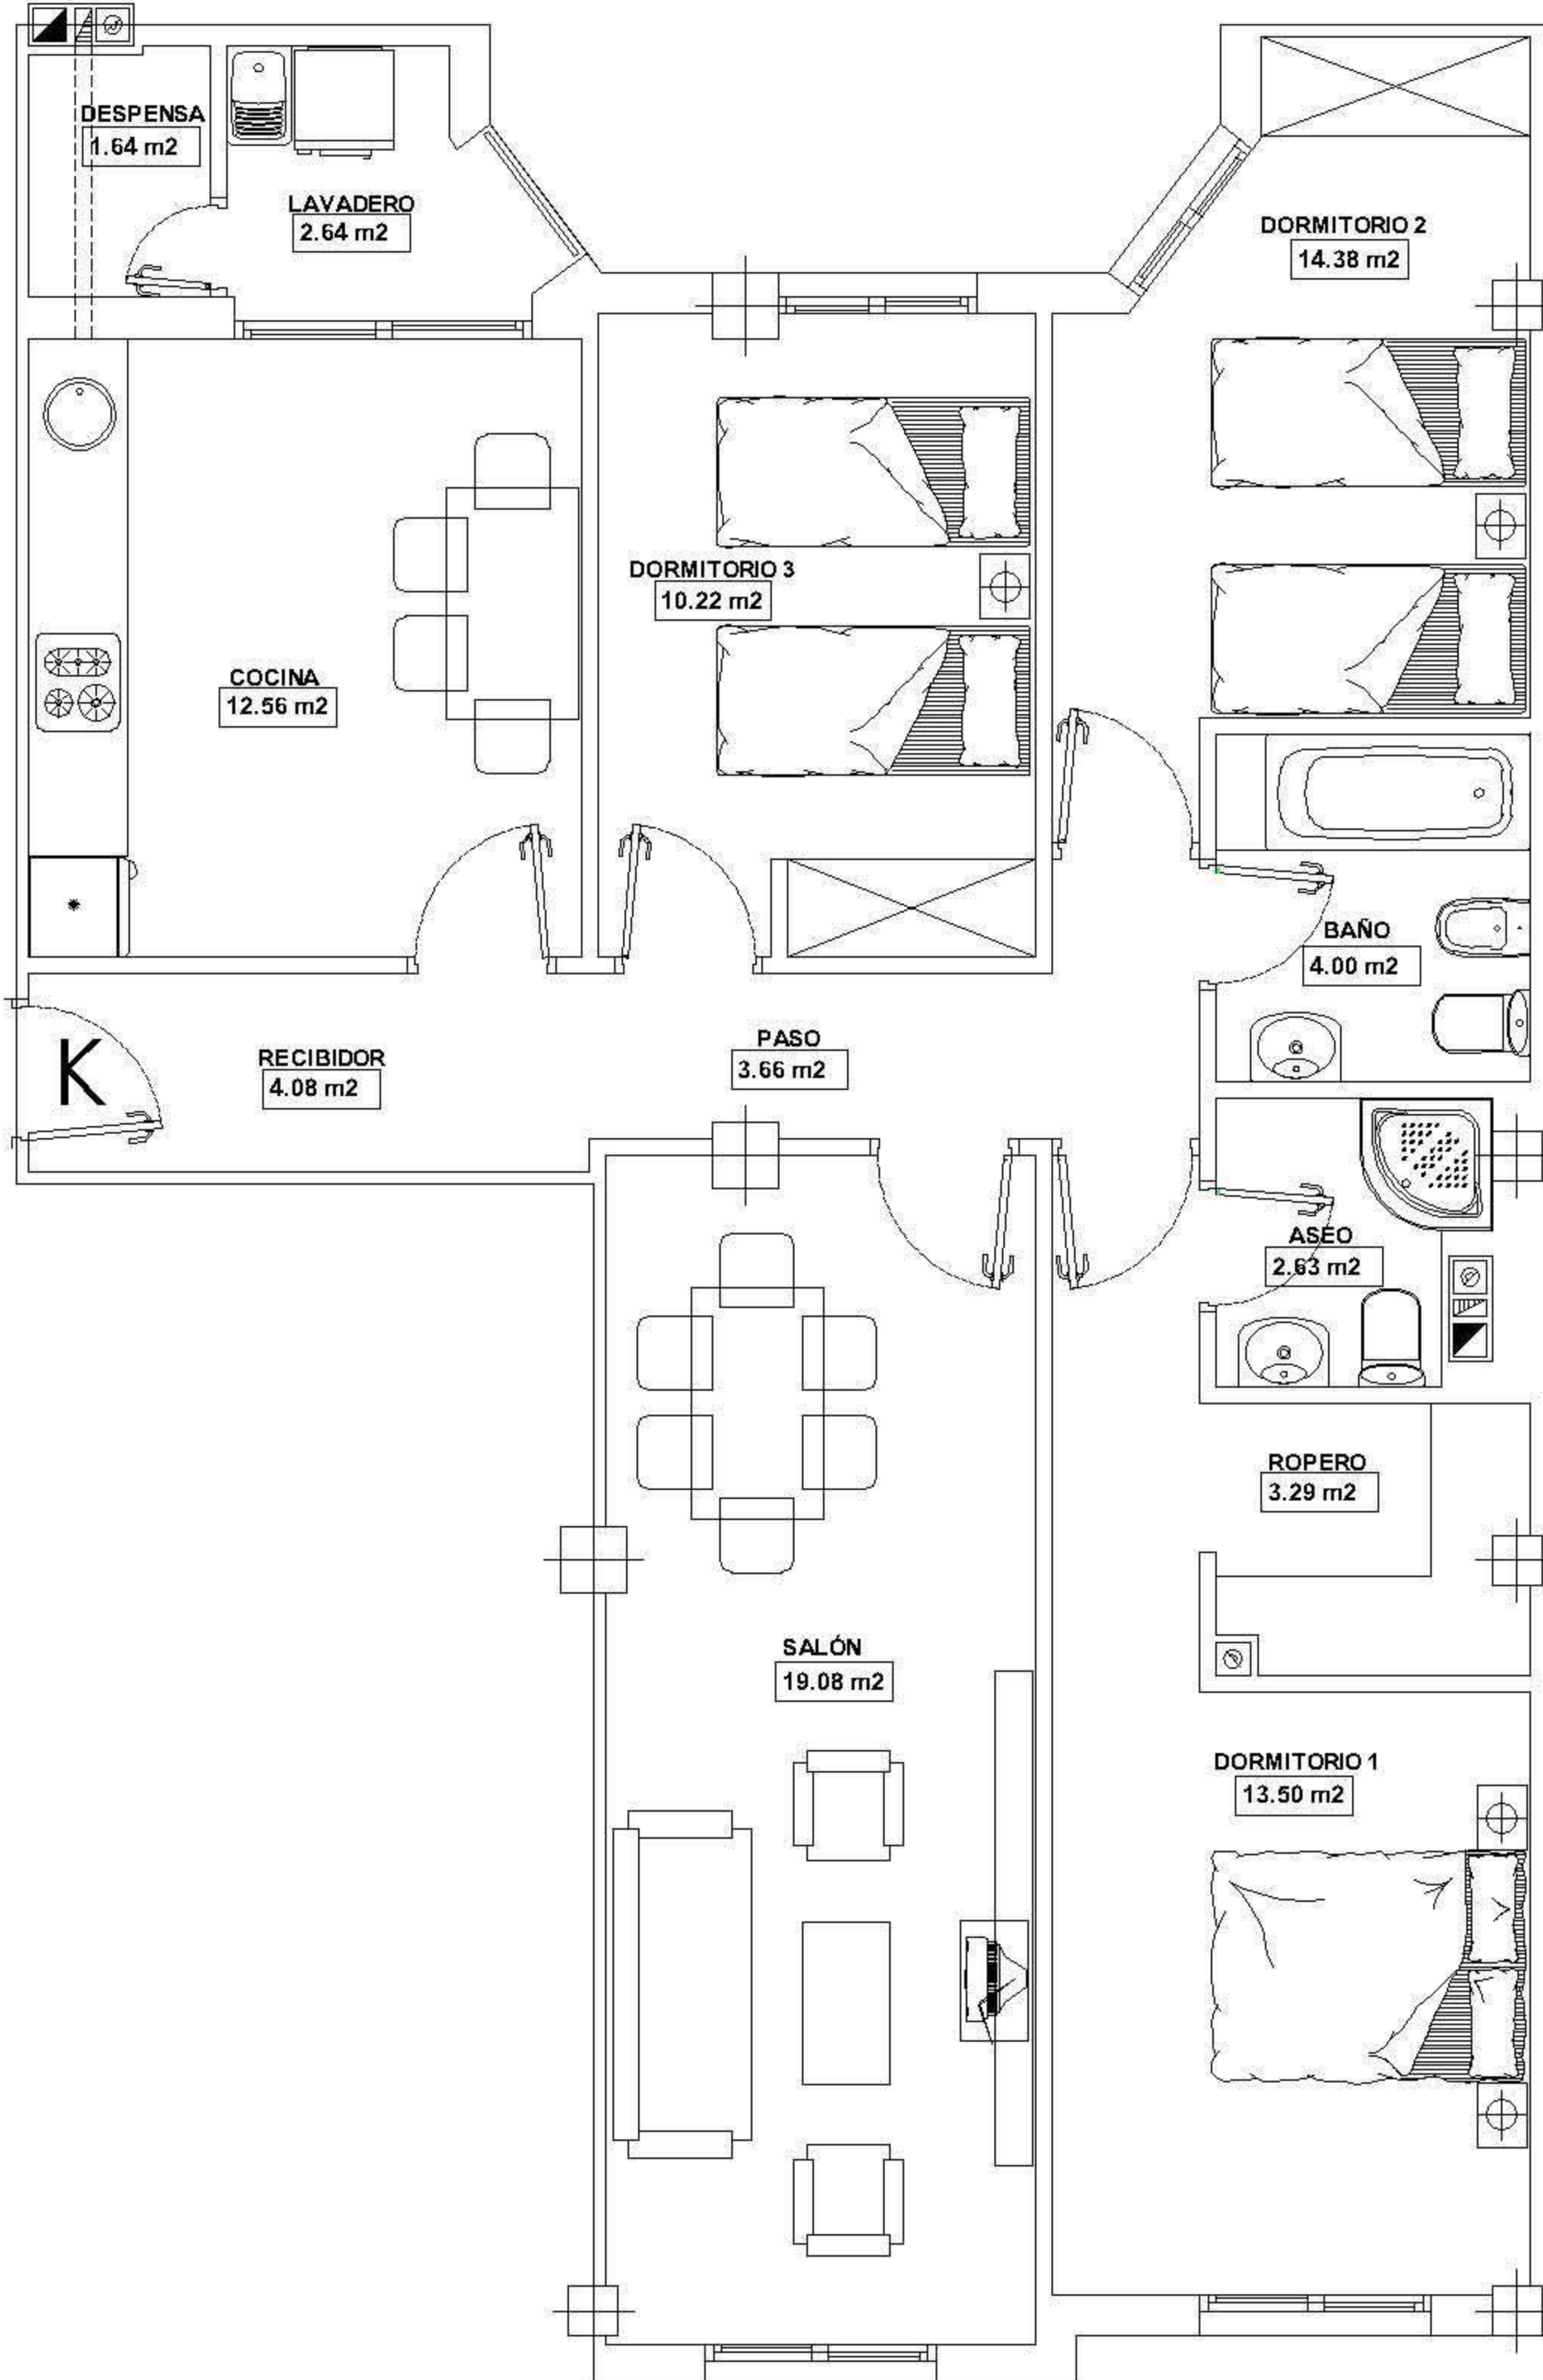 DESPENSA
1.64 m2
LAVADERO
2.64 m2
DORMITORIO 2
14.38 m2
DORMITORIO 3
10.22 m2
COCINA
12.56 m2
BAÑO
4.00 m2
K
RECIBIDOR
4.08 m2
PASO
3.66 m2
ASEO
2.63 m2
ROPERO
3.29 m2
SALÓN
19.08 m2
DORMITORIO 1
13.50 m2